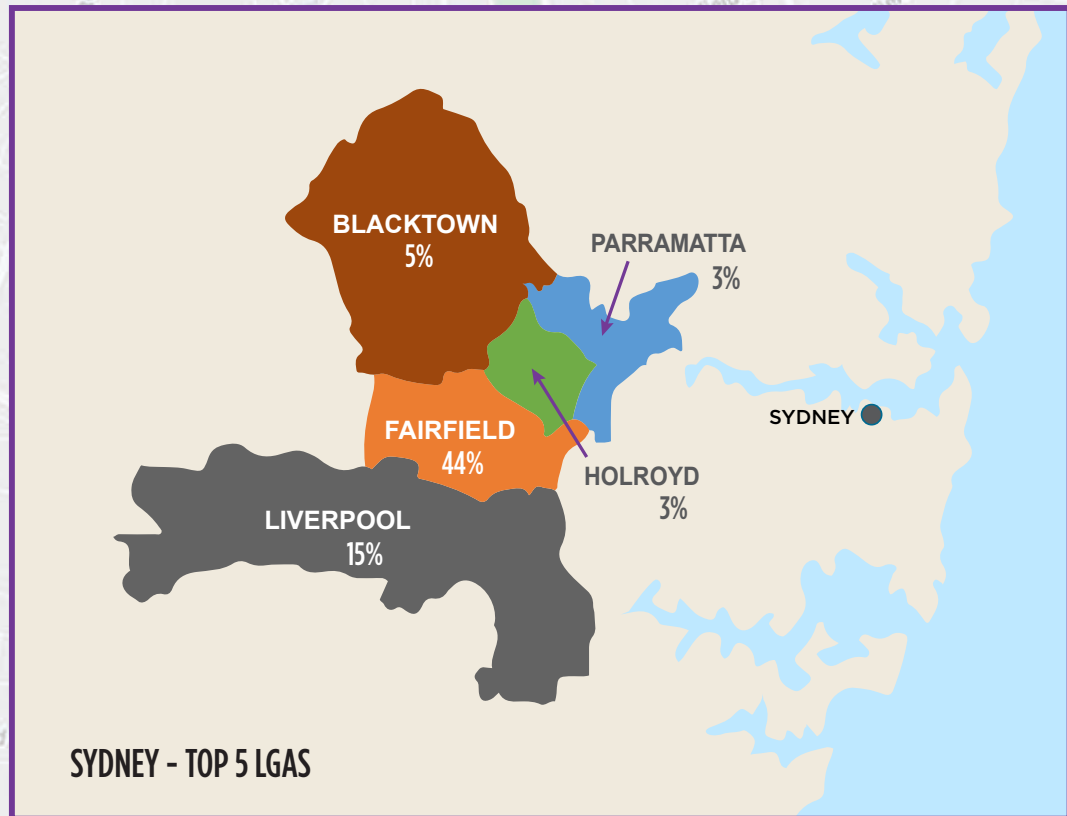 BLACKTOWN
5%
PARRAMATTA
3%
SYDNEY
FAIRFIELD
44%
HOLROYD
3%
LIVERPOOL
15%
SYDNEY - TOP 5 LGAS